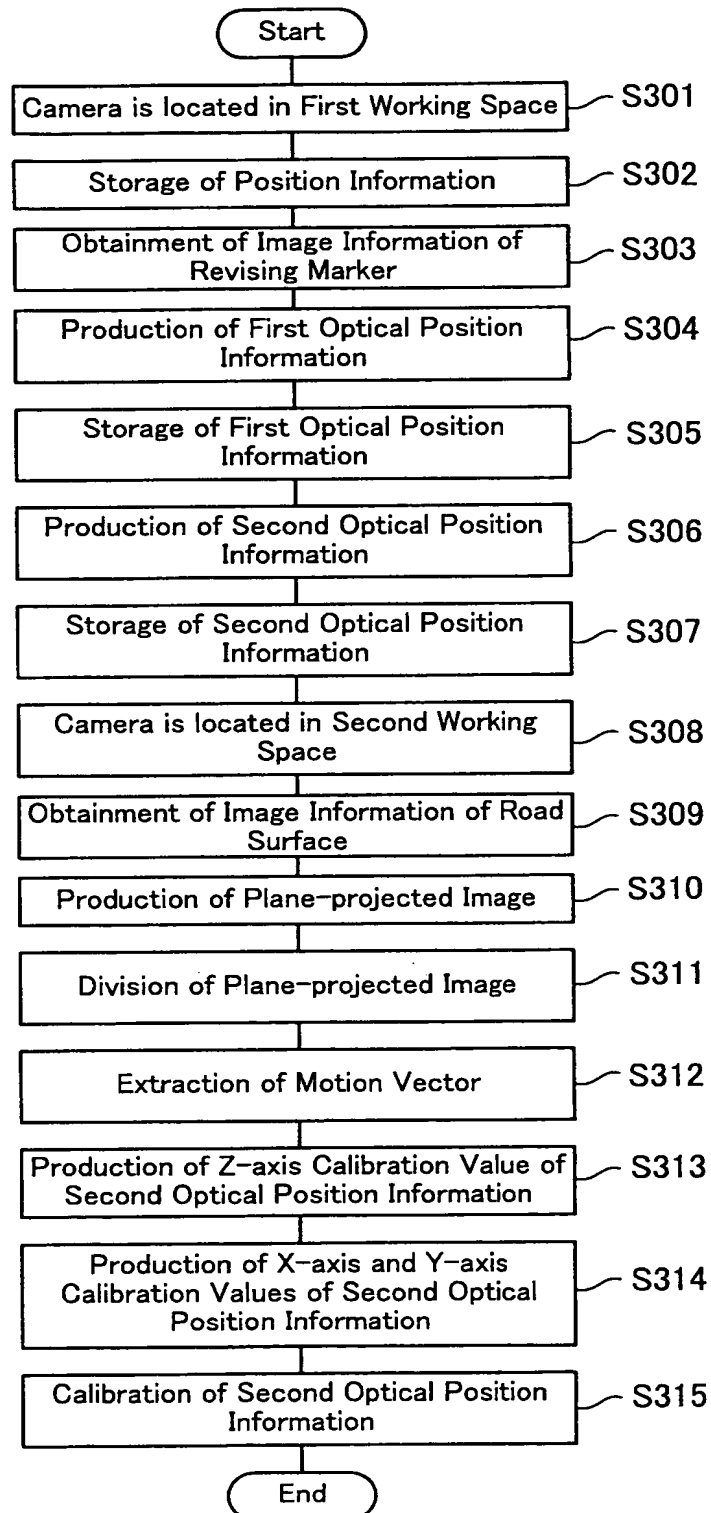 Start
Camera is located in First Working Space
S301
Storage of Position Information
S302
Obtainment of Image Information of
Revising Marker
S303
Production of First Optical Position
Information
S304
Storage of First Optical Position
Information
S305
Production of Second Optical Position
Information
S306
Storage of Second Optical Position
Information
S307
Camera is located in Second Working
Space
S308
Obtainment of Image Information of Road
Surface
S309
Production of Plane-projected Image
S310
Division of Plane-projected Image
S311
Extraction of Motion Vector
S312
Production of Z-axis Calibration Value of
Second Optical Position Information
S313
Production of X-axis and Y-axis
Calibration Values of Second Optical
Position Information
S314
Calibration of Second Optical Position
Information
S315
End